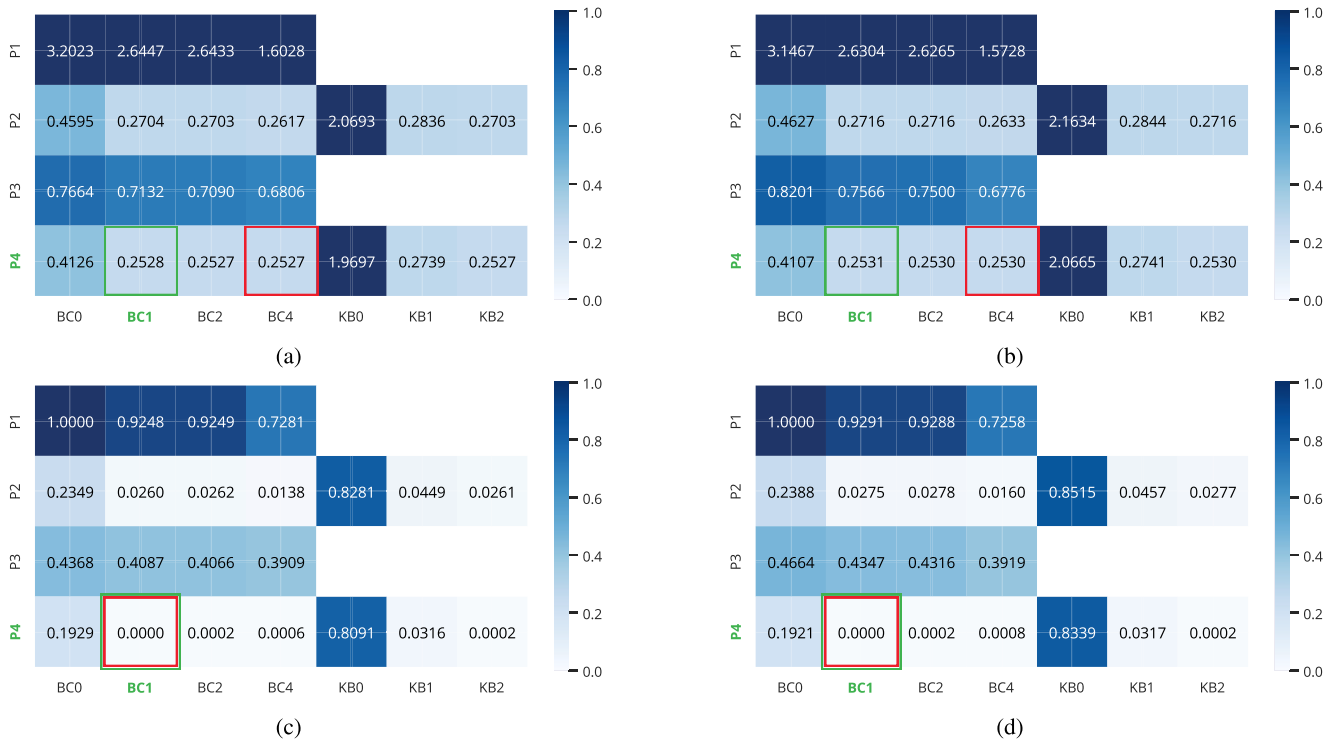 P1 3.2023 2.6447 2.6433 1.6028
P2 0.4595 0.2704 0.2703 0.2617 2.0693 0.2836 0.2703
P3 0.7664 0.7132 0.7090 0.6806
P4 0.4126 0.2528 0.2527 0.2527 1.9697 0.2739 0.2527
BC0 BC1 BC2 BC4 KB0 KB1 KB2
1.0
0.8
0.6
0.4
0.2
0.0
(a)
P1 3.1467 2.6304 2.6265 1.5728
P2 0.4627 0.2716 0.2716 0.2633 2.1634 0.2844 0.2716
P3 0.8201 0.7566 0.7500 0.6776
P4 0.4107 0.2531 0.2530 0.2530 2.0665 0.2741 0.2530
BC0 BC1 BC2 BC4 KB0 KB1 KB2
1.0
0.8
0.6
0.4
0.2
0.0
(b)
P1 1.0000 0.9248 0.9249 0.7281
P2 0.2349 0.0260 0.0262 0.0138 0.8281 0.0449 0.0261
P3 0.4368 0.4087 0.4066 0.3909
P4 0.1929 0.0000 0.0002 0.0006 0.8091 0.0316 0.0002
BC0 BC1 BC2 BC4 KB0 KB1 KB2
1.0
0.8
0.6
0.4
0.2
0.0
(c)
P1 1.0000 0.9291 0.9288 0.7258
P2 0.2388 0.0275 0.0278 0.0160 0.8515 0.0457 0.0277
P3 0.4664 0.4347 0.4316 0.3919
P4 0.1921 0.0000 0.0002 0.0008 0.8339 0.0317 0.0002
BC0 BC1 BC2 BC4 KB0 KB1 KB2
1.0
0.8
0.6
0.4
0.2
0.0
(d)